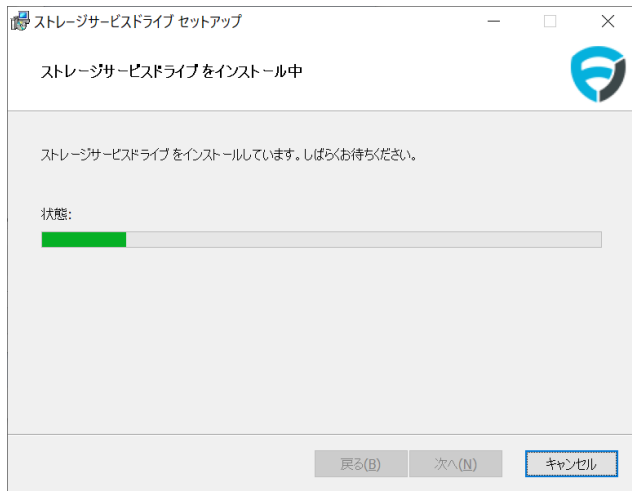 ストレージサービスドライブ セットアップ
ストレージサービスドライブ をインストール中
ストレージサービスドライブ をインストールしています。しばらくお待ちください。
状態:
戻る(B)
次へ(N)
キャンセル